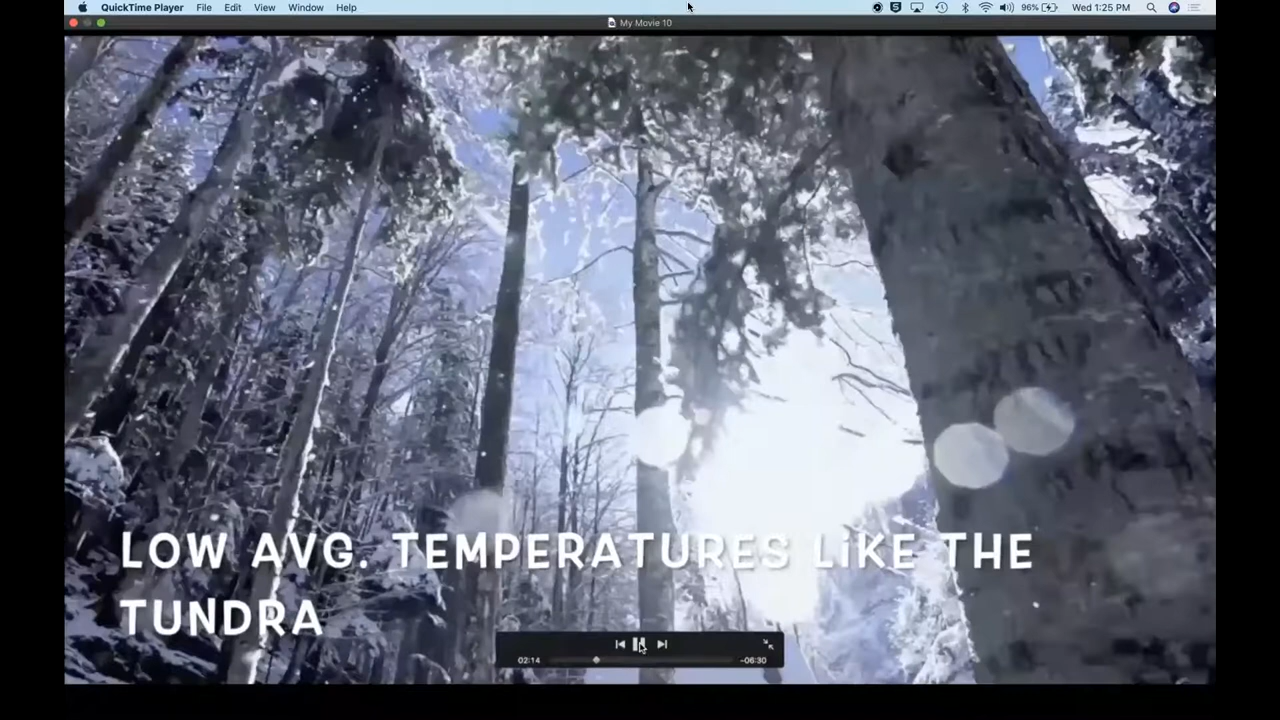 QuickTime Player File Edit View Window Help 96% Wed 1:25 PM
My Movie 10
LOW AVG. TEMPERATURES LiKE THE
TUNDRA
02:14 -06:30